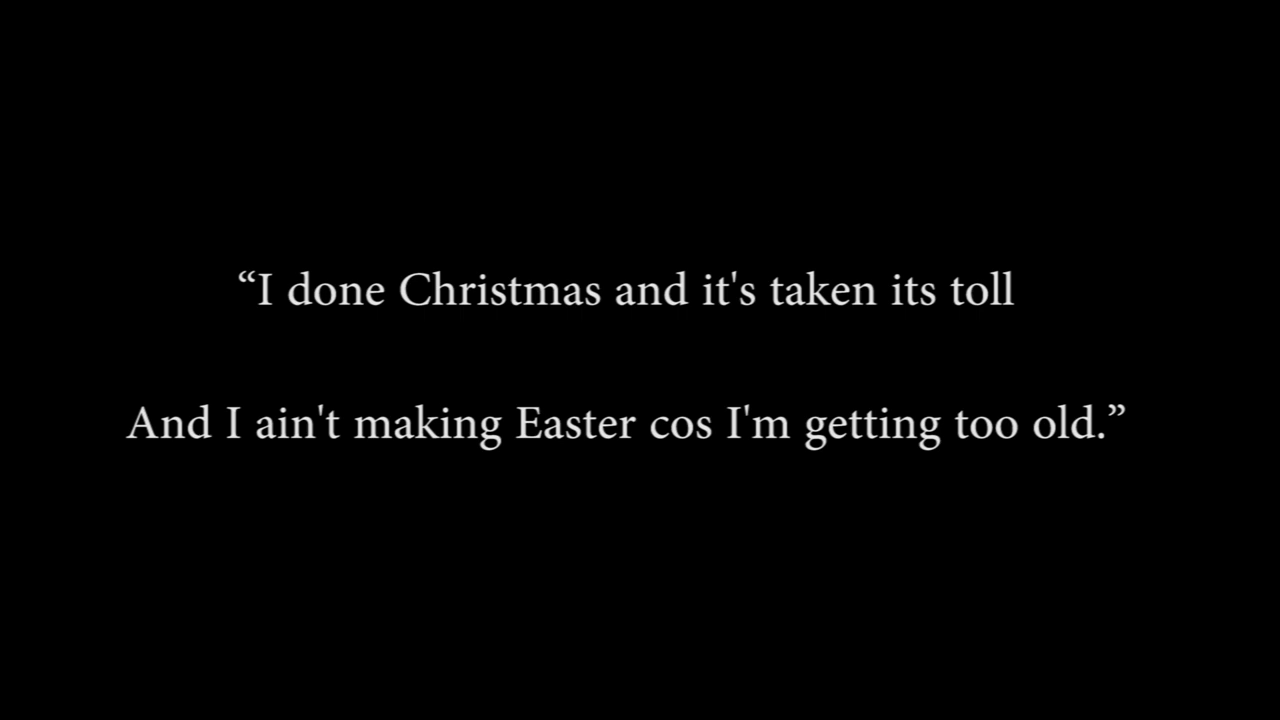 “I done Christmas and it's taken its toll
And I ain't making Easter cos I'm getting too old.”